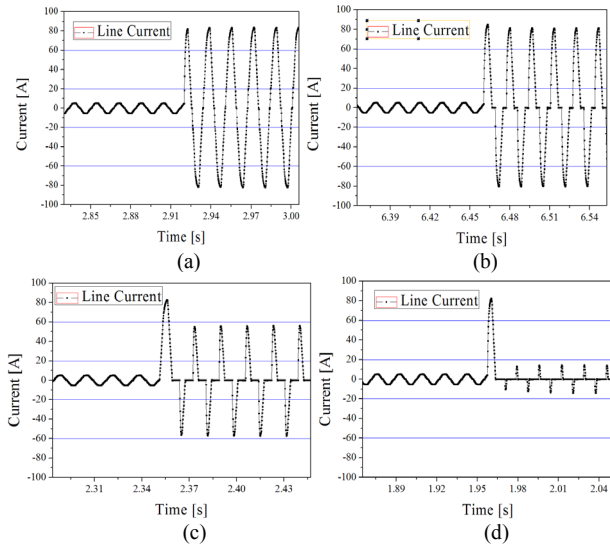 Line Current
Current [A]
100
80
60
40
20
0
-20
-40
-60
-80
-100
2.85 2.88 2.91 2.94 2.97 3.00
Time [s]
(a)
Line Current
Current [A]
100
80
60
40
20
0
-20
-40
-60
-80
-100
6.39 6.42 6.45 6.48 6.51 6.54
Time [s]
(b)
Line Current
Current [A]
100
80
60
40
20
0
-20
-40
-60
-80
-100
2.31 2.34 2.37 2.40 2.43
Time [s]
(c)
Line Current
Current [A]
100
80
60
40
20
0
-20
-40
-60
-80
-100
1.89 1.92 1.95 1.98 2.01 2.04
Time [s]
(d)